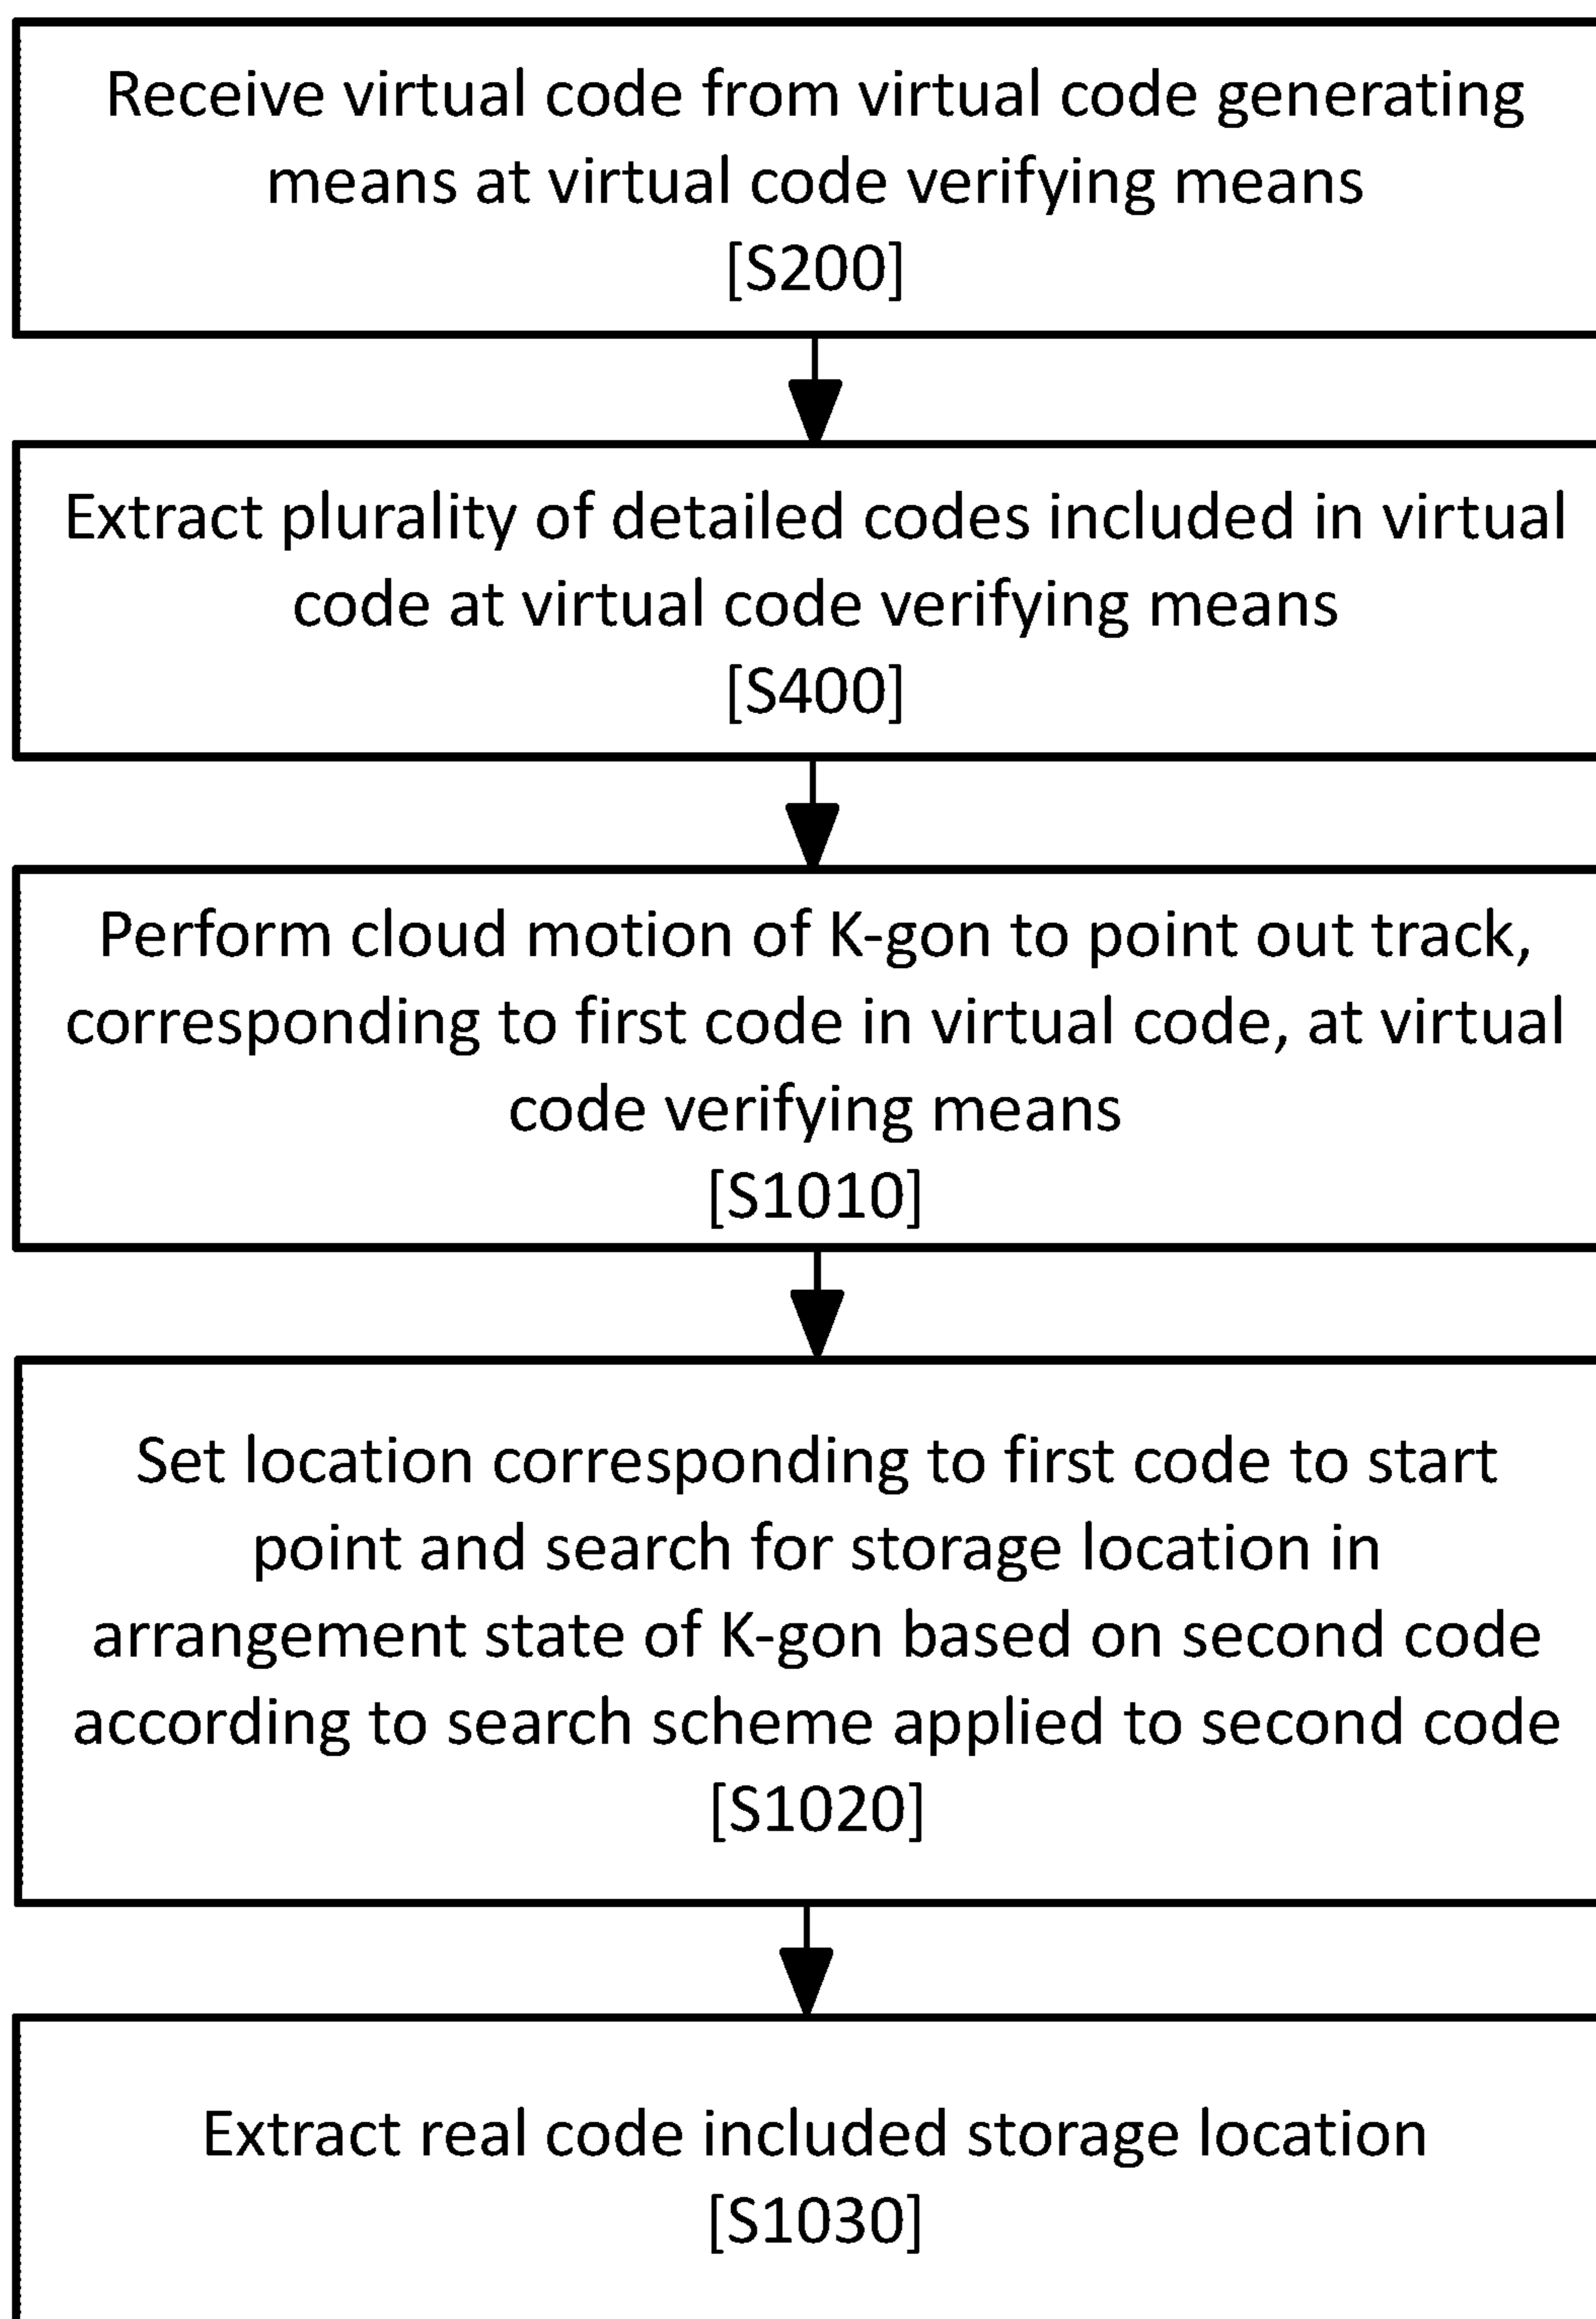 Receive virtual code from virtual code generating
means at virtual code verifying means
[S200]
Extract plurality of detailed codes included in virtual
code at virtual code verifying means
[S400]
Perform cloud motion of K-gon to point out track,
corresponding to first code in virtual code, at virtual
code verifying means
[S1010]
Set location corresponding to first code to start
point and search for storage location in
arrangement state of K-gon based on second code
according to search scheme applied to second code
[S1020]
Extract real code included storage location
[S1030]